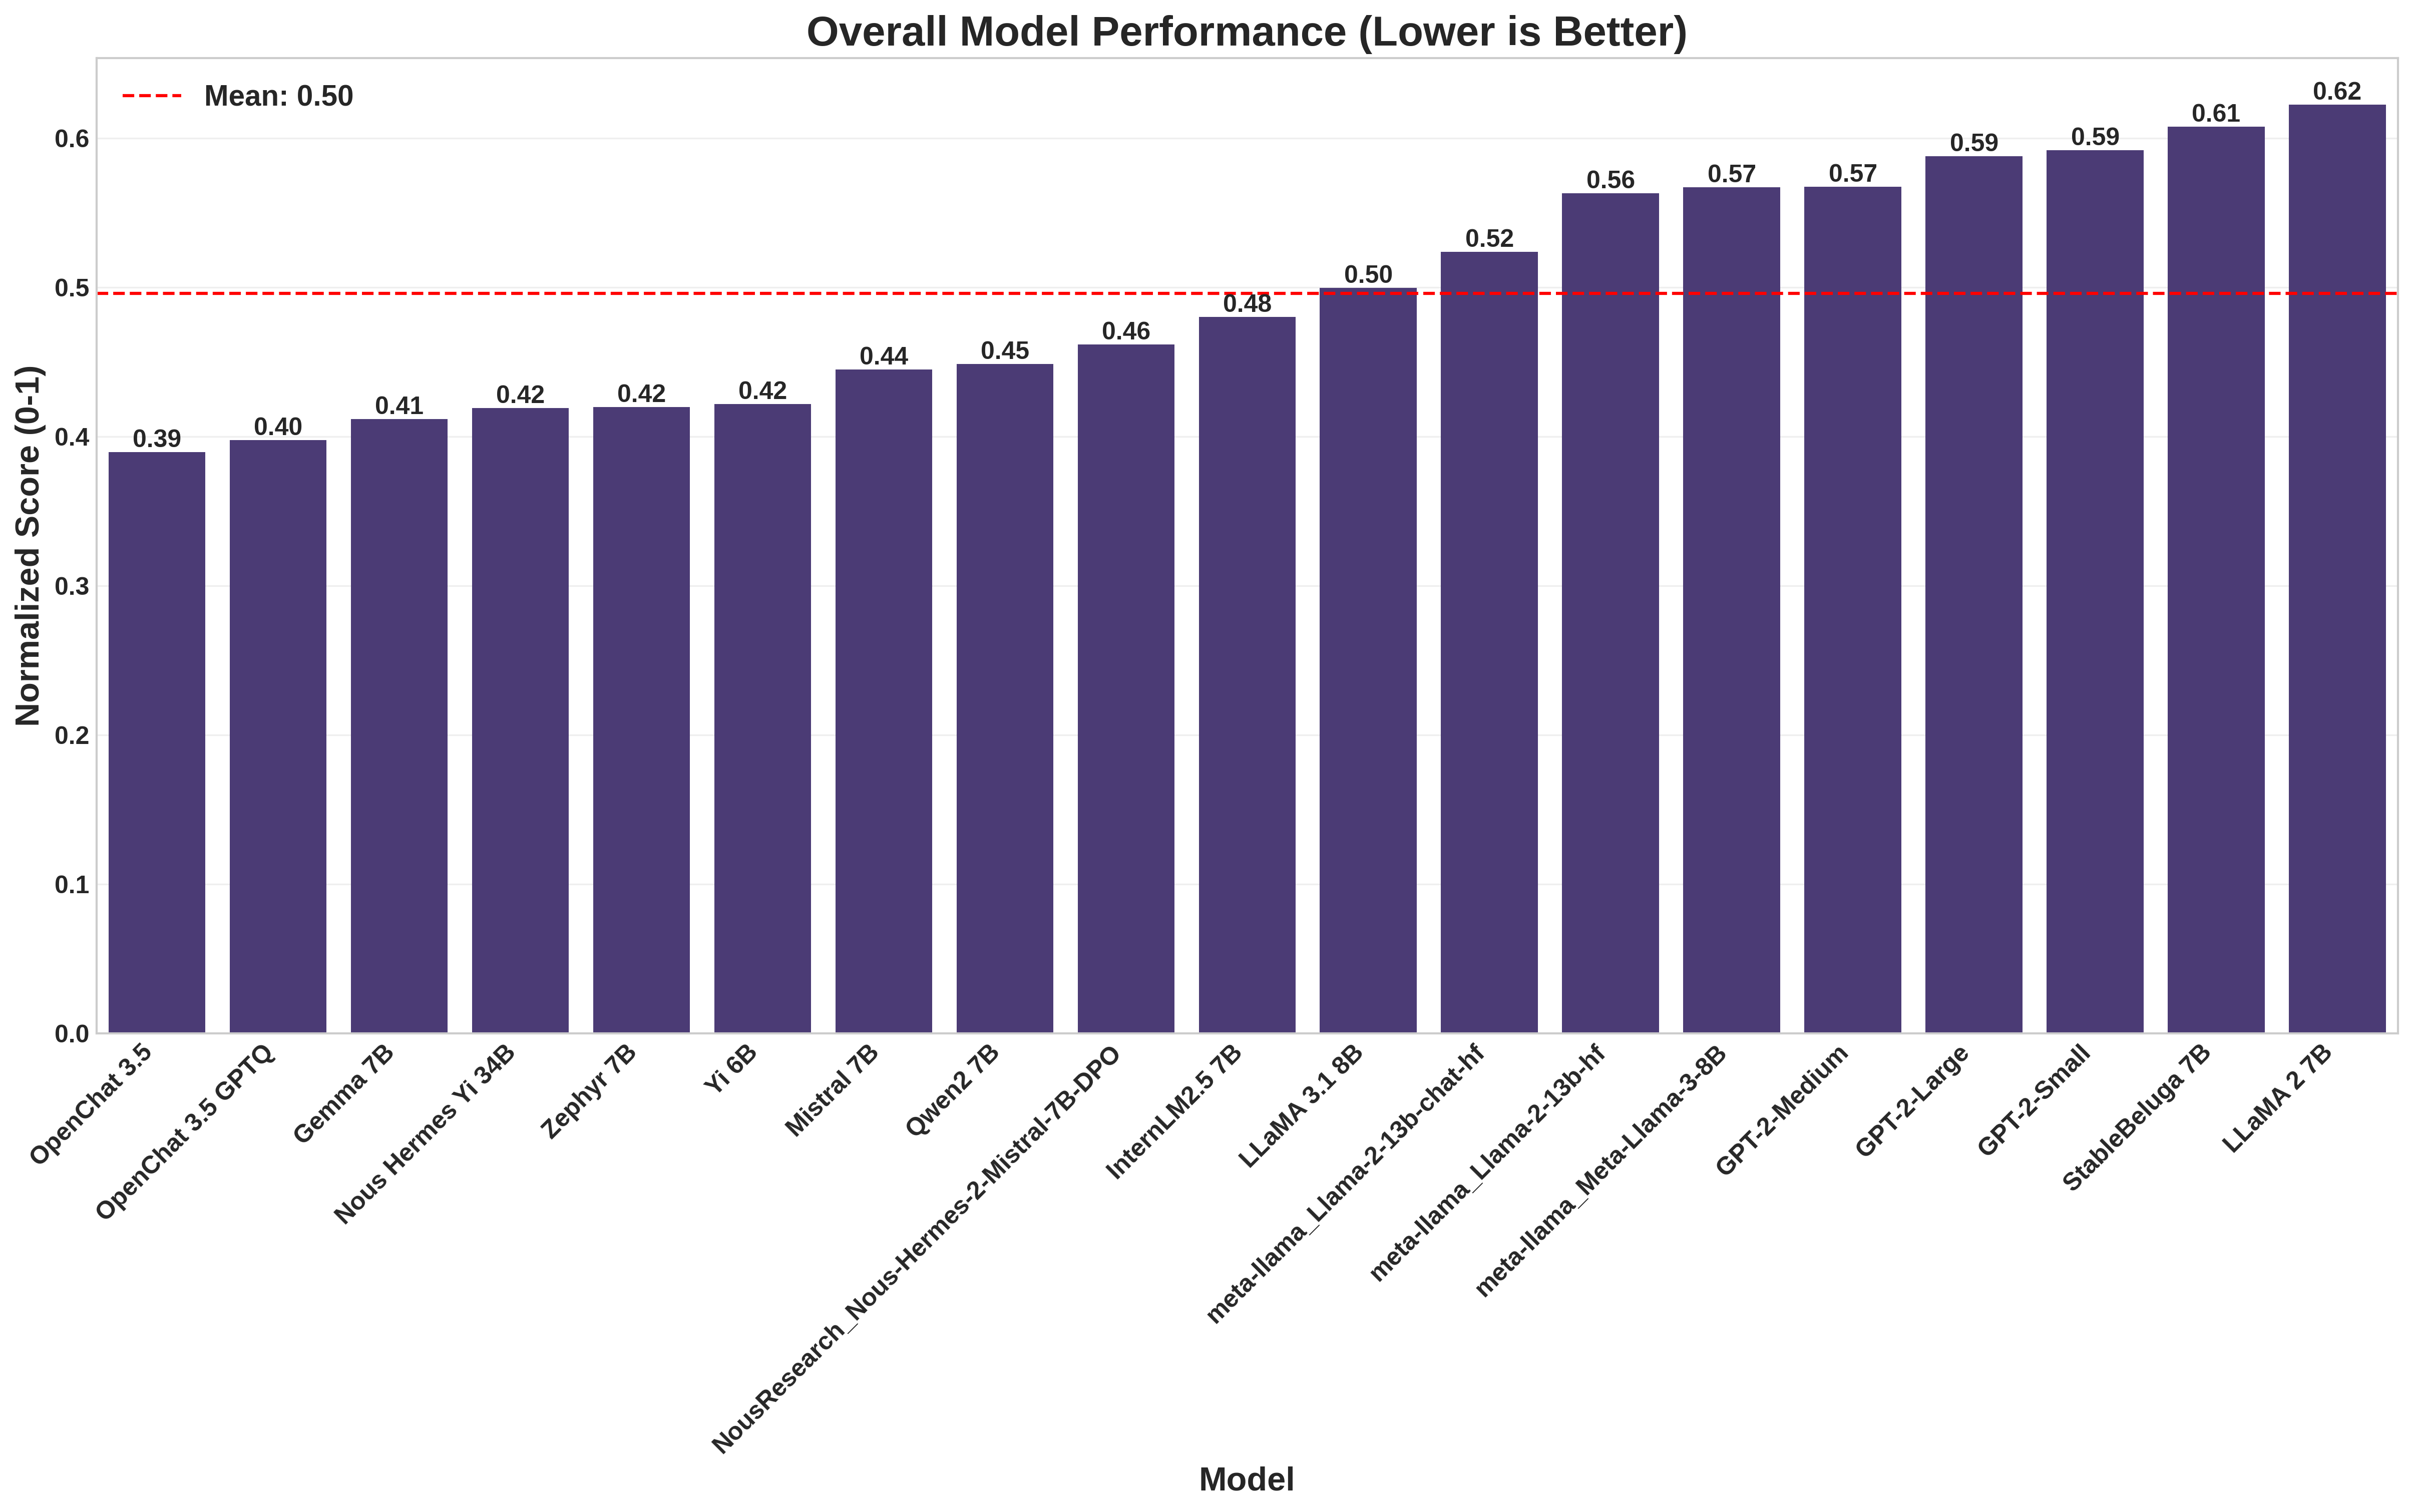 Overall Model Performance (Lower is Better)
Mean: 0.50
Normalized Score (0-1)
0.6
0.5
0.4
0.3
0.2
0.1
0.0
0.39
0.40
0.41
0.42
0.42
0.42
0.44
0.45
0.46
0.48
0.50
0.52
0.56
0.57
0.57
0.59
0.59
0.61
0.62
OpenChat 3.5
OpenChat 3.5 GPTQ
Gemma 7B
Nous Hermes Yi 34B
Zephyr 7B
Yi 6B
Mistral 7B
Qwen2 7B
NousResearch_Nous-Hermes-2-Mistral-7B-DPO
InternLM2.5 7B
LLaMA 3.1 8B
meta-llama_Llama-2-13b-chat-hf
meta-llama_Llama-2-13b-hf
meta-llama_Meta-Llama-3-8B
GPT-2-Medium
GPT-2-Large
GPT-2-Small
StableBeluga 7B
LLaMA 2 7B
Model